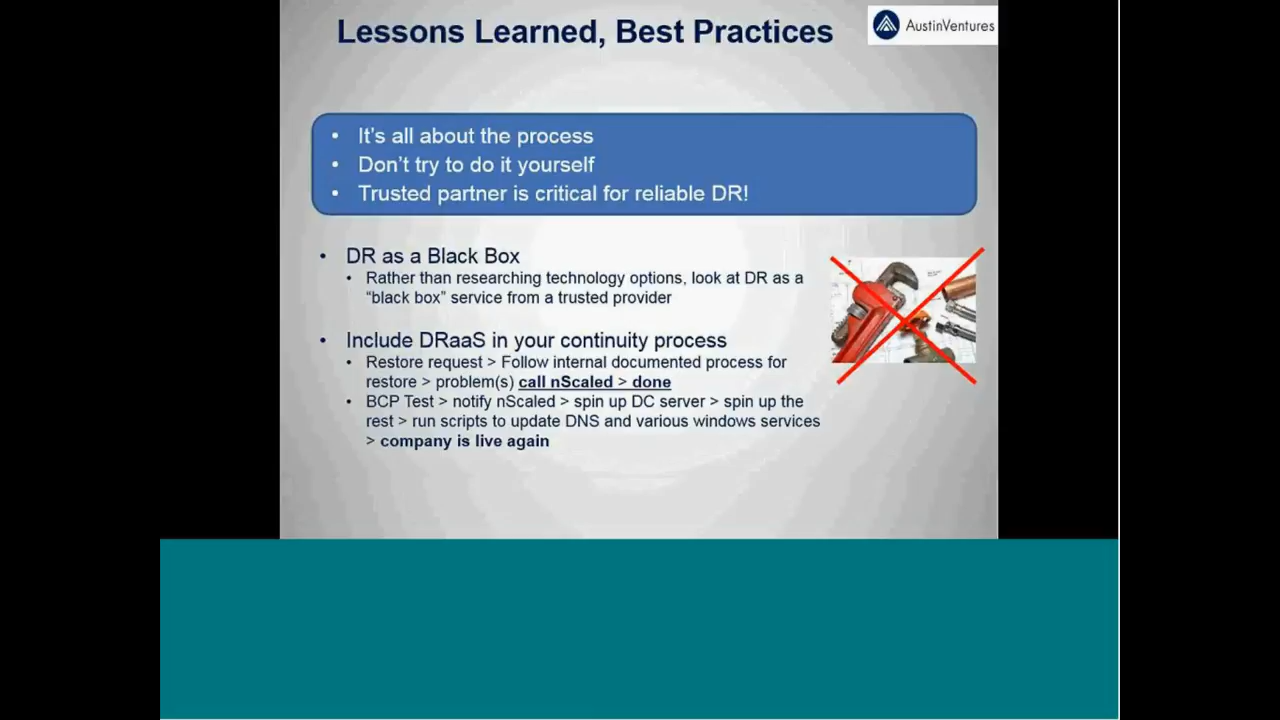 Lessons Learned, Best Practices
AustinVentures
• It's all about the process
• Don't try to do it yourself
• Trusted partner is critical for reliable DR!
• DR as a Black Box
• Rather than researching technology options, look at DR as a
“black box” service from a trusted provider
• Include DRaaS in your continuity process
• Restore request > Follow internal documented process for
restore > problem(s) call nScaled > done
• BCP Test > notify nScaled > spin up DC server > spin up the
rest > run scripts to update DNS and various windows services
> company is live again